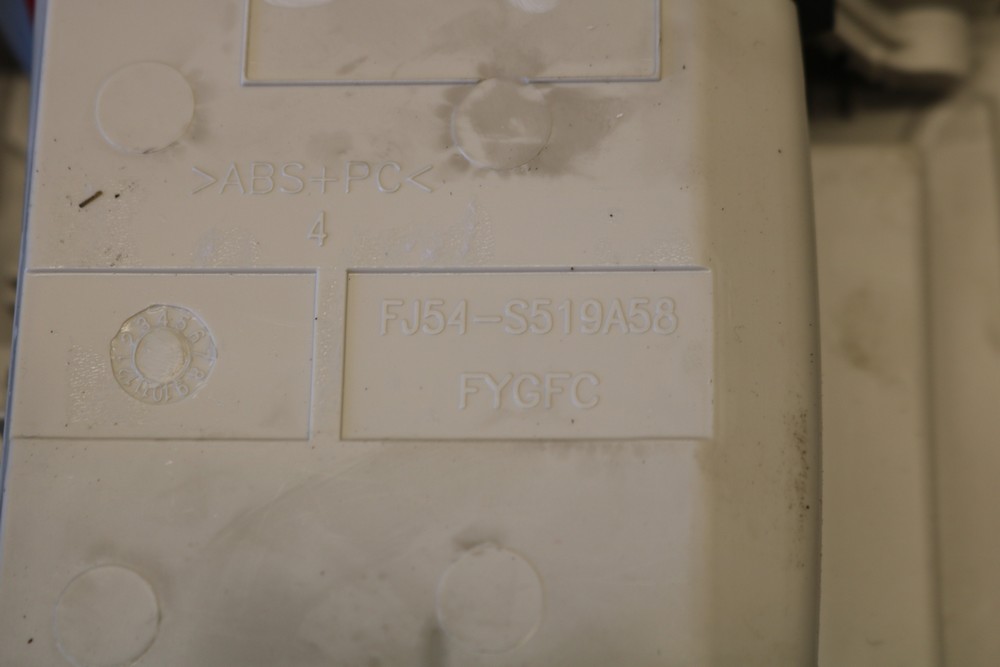 >ABS+PC<
4
FJ54-S519A58
FYGFC